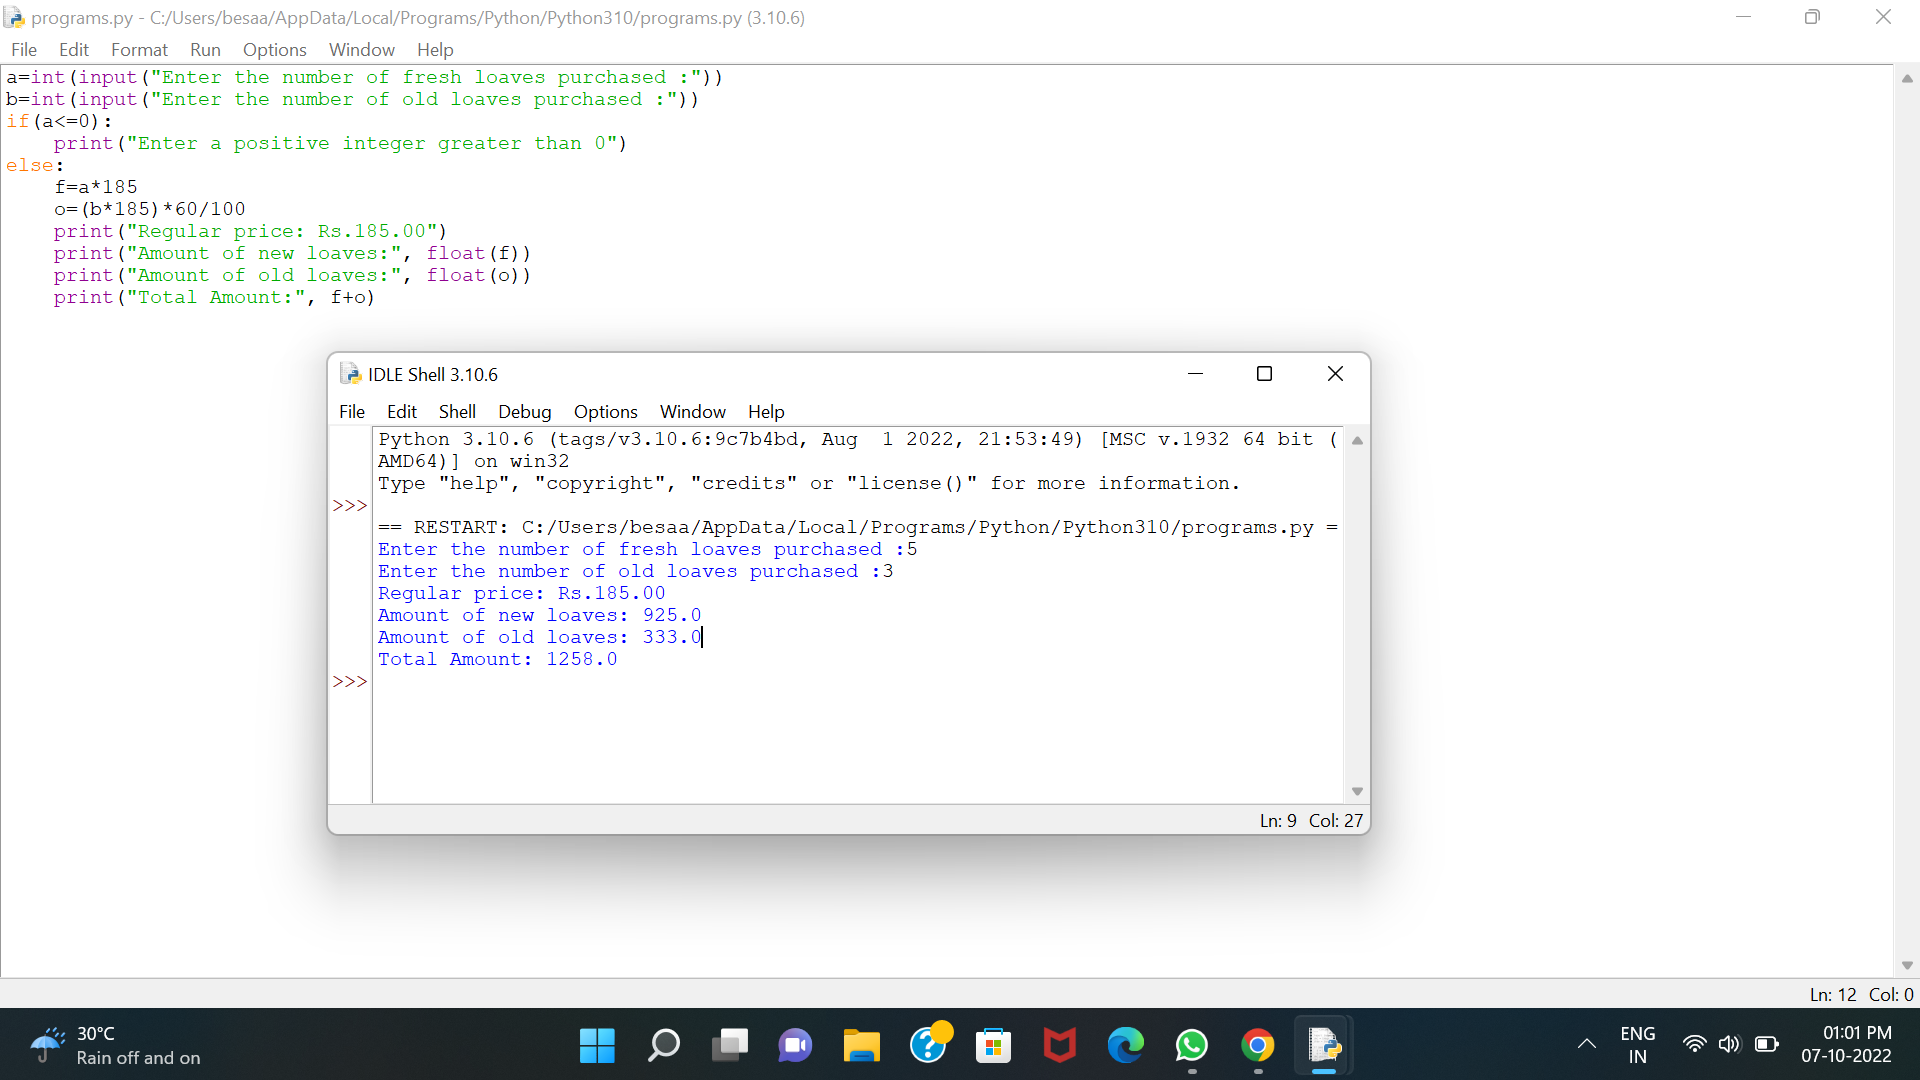 programs.py - C:/Users/besaa/AppData/Local/Programs/Python/Python310/programs.py (3.10.6)
File Edit Format Run Options Window Help
a=int(input("Enter the number of fresh loaves purchased :"))
b=int(input("Enter the number of old loaves purchased :"))
if(a<=0):
    print("Enter a positive integer greater than 0")
else:
    f=a*185
    o=(b*185)*60/100
    print("Regular price: Rs.185.00")
    print("Amount of new loaves:", float(f))
    print("Amount of old loaves:", float(o))
    print("Total Amount:", f+o)
IDLE Shell 3.10.6
File Edit Shell Debug Options Window Help
Python 3.10.6 (tags/v3.10.6:9c7b4bd, Aug  1 2022, 21:53:49) [MSC v.1932 64 bit (
AMD64)] on win32
Type "help", "copyright", "credits" or "license()" for more information.
>>>
== RESTART: C:/Users/besaa/AppData/Local/Programs/Python/Python310/programs.py =
Enter the number of fresh loaves purchased :5
Enter the number of old loaves purchased :3
Regular price: Rs.185.00
Amount of new loaves: 925.0
Amount of old loaves: 333.0
Total Amount: 1258.0
>>>
Ln: 9 Col: 27
Ln: 12 Col: 0
30°C
Rain off and on
ENG
IN
01:01 PM
07-10-2022